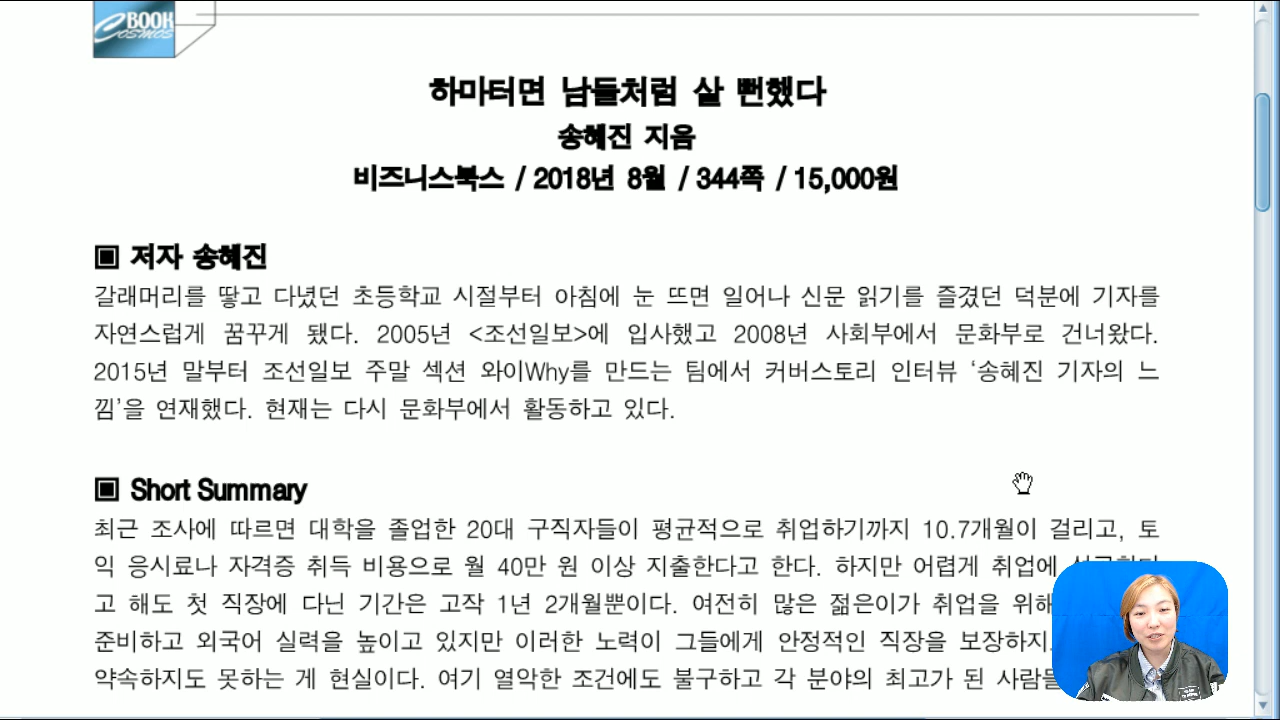 BOOK
COSMOS
하마터면 남들처럼 살 뻔했다
송혜진 지음
비즈니스북스 / 2018년 8월 / 344쪽 / 15,000원
▣ 저자 송혜진
갈래머리를 땋고 다녔던 초등학교 시절부터 아침에 눈 뜨면 일어나 신문 읽기를 즐겼던 덕분에 기자를
자연스럽게 꿈꾸게 됐다. 2005년 <조선일보>에 입사했고 2008년 사회부에서 문화부로 건너왔다.
2015년 말부터 조선일보 주말 섹션 와이Why를 만드는 팀에서 커버스토리 인터뷰 ‘송혜진 기자의 느
낌’을 연재했다. 현재는 다시 문화부에서 활동하고 있다.
▣ Short Summary
최근 조사에 따르면 대학을 졸업한 20대 구직자들이 평균적으로 취업하기까지 10.7개월이 걸리고, 토
익 응시료나 자격증 취득 비용으로 월 40만 원 이상 지출한다고 한다. 하지만 어렵게 취업에
고 해도 첫 직장에 다닌 기간은 고작 1년 2개월뿐이다. 여전히 많은 젊은이가 취업을 위해
준비하고 외국어 실력을 높이고 있지만 이러한 노력이 그들에게 안정적인 직장을 보장하지
약속하지도 못하는 게 현실이다. 여기 열악한 조건에도 불구하고 각 분야의 최고가 된